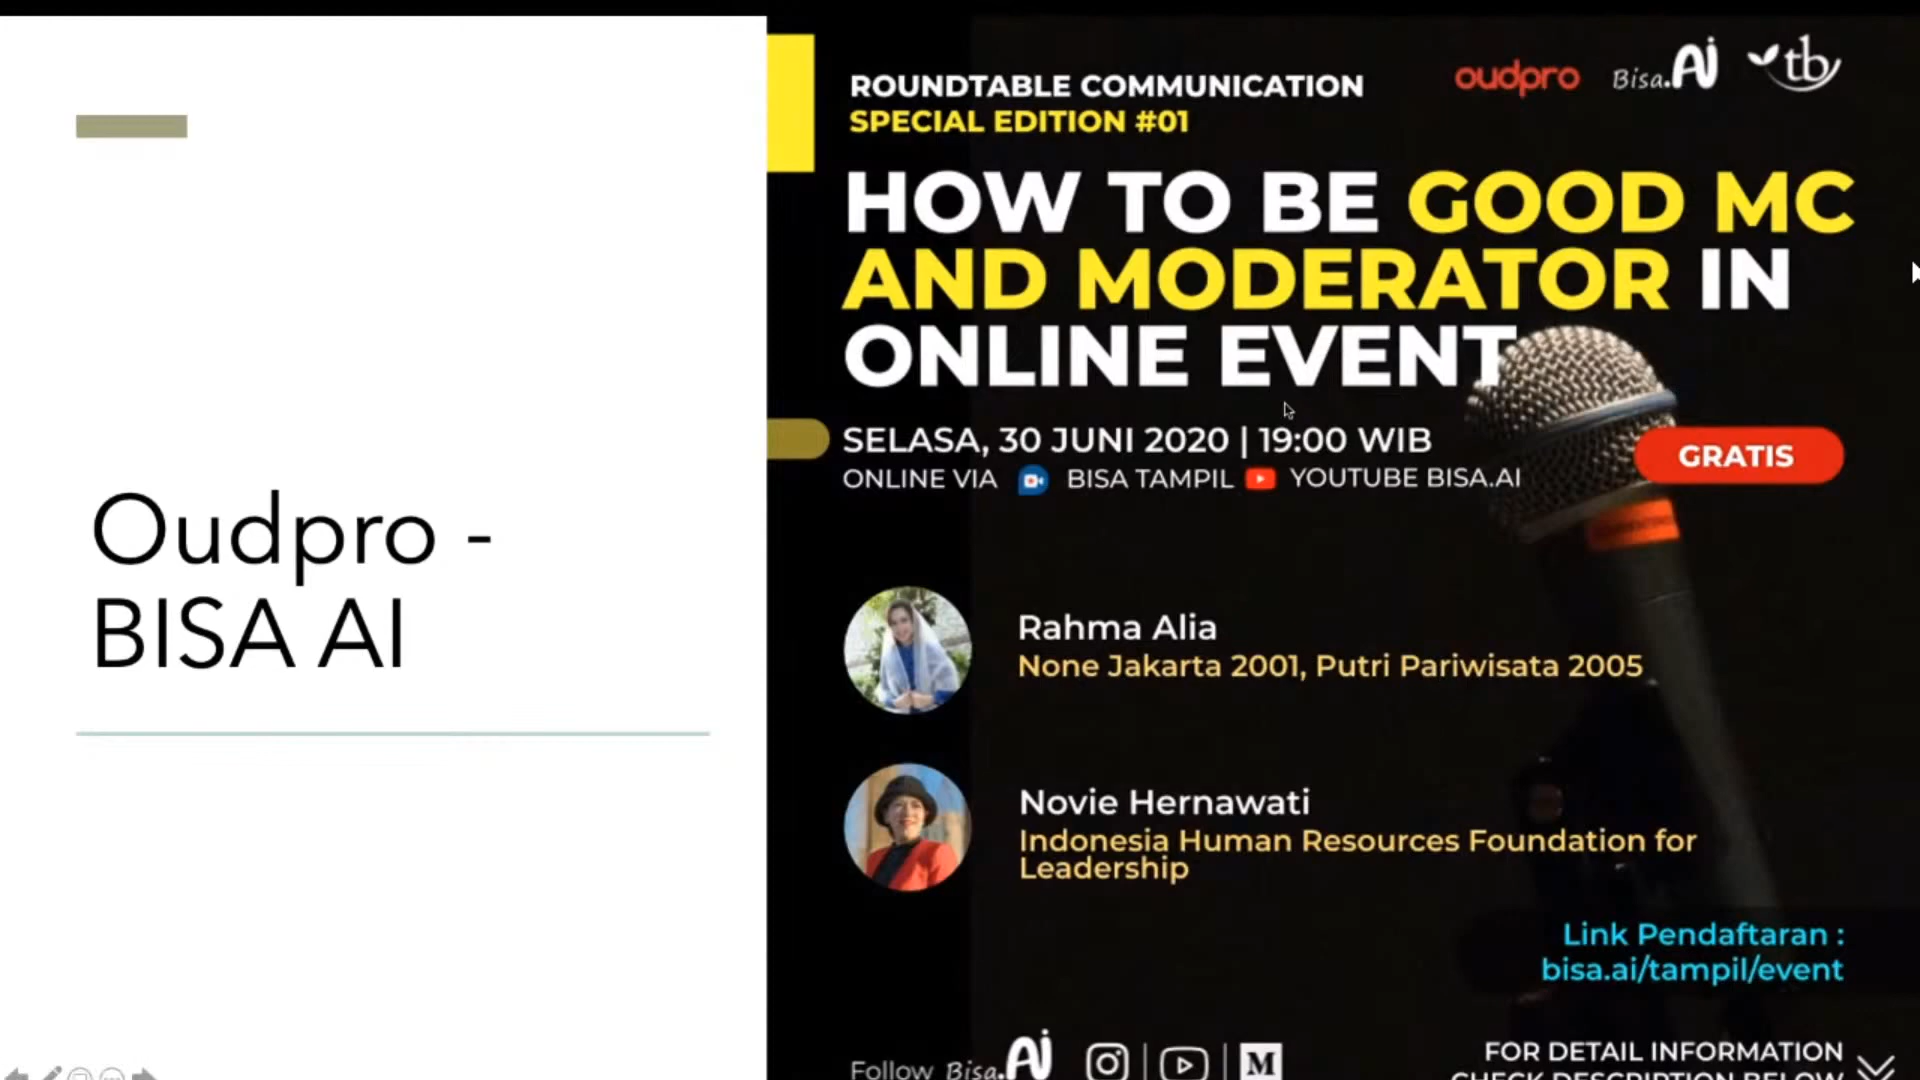 Oudpro -
BISA AI
ROUNDTABLE COMMUNICATION
SPECIAL EDITION #01
oudpro
Bisa.AI
tb
HOW TO BE GOOD MC
AND MODERATOR IN
ONLINE EVENT
SELASA, 30 JUNI 2020 | 19:00 WIB
ONLINE VIA BISA TAMPIL YOUTUBE BISA.AI
GRATIS
Rahma Alia
None Jakarta 2001, Putri Pariwisata 2005
Novie Hernawati
Indonesia Human Resources Foundation for
Leadership
Link Pendaftaran :
bisa.ai/tampil/event
Follow Bisa.AI
M
FOR DETAIL INFORMATION
CHECK DESCRIPTION BELOW